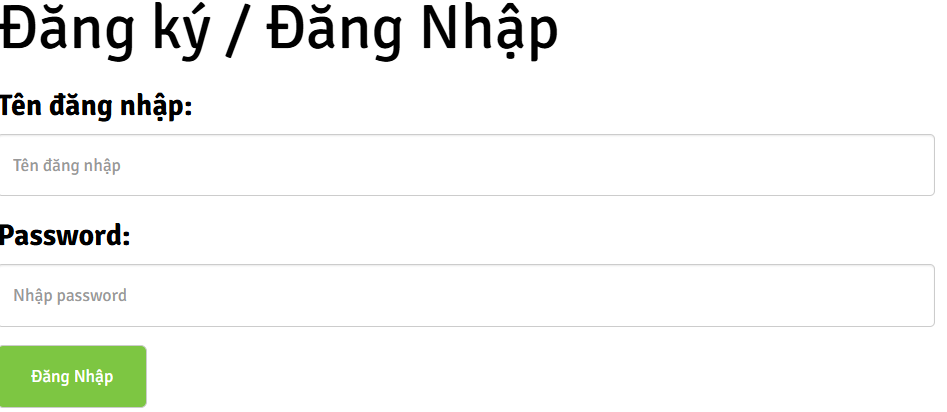 Đăng ký / Đăng Nhập
Tên đăng nhập:
Tên đăng nhập
Password:
Nhập password
Đăng Nhập